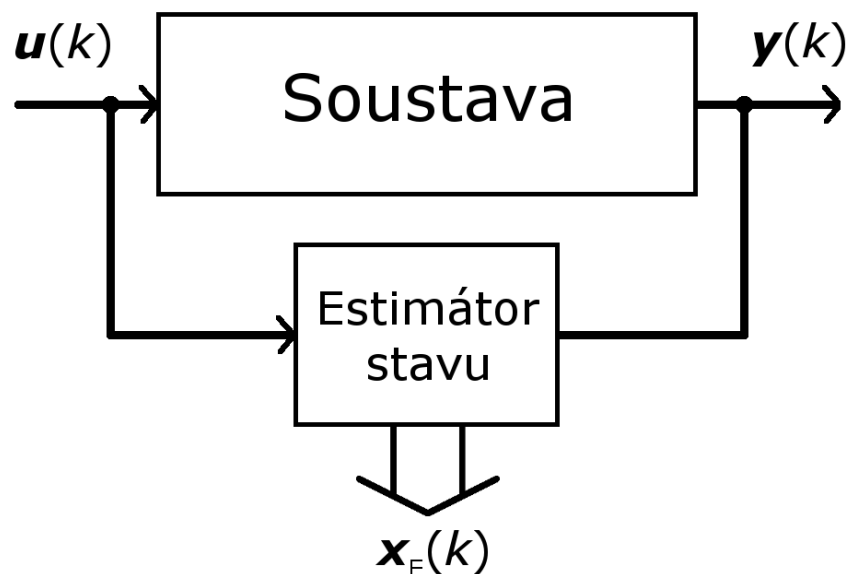 u(k)
y(k)
Soustava
Estimátor
stavu
x_E(k)